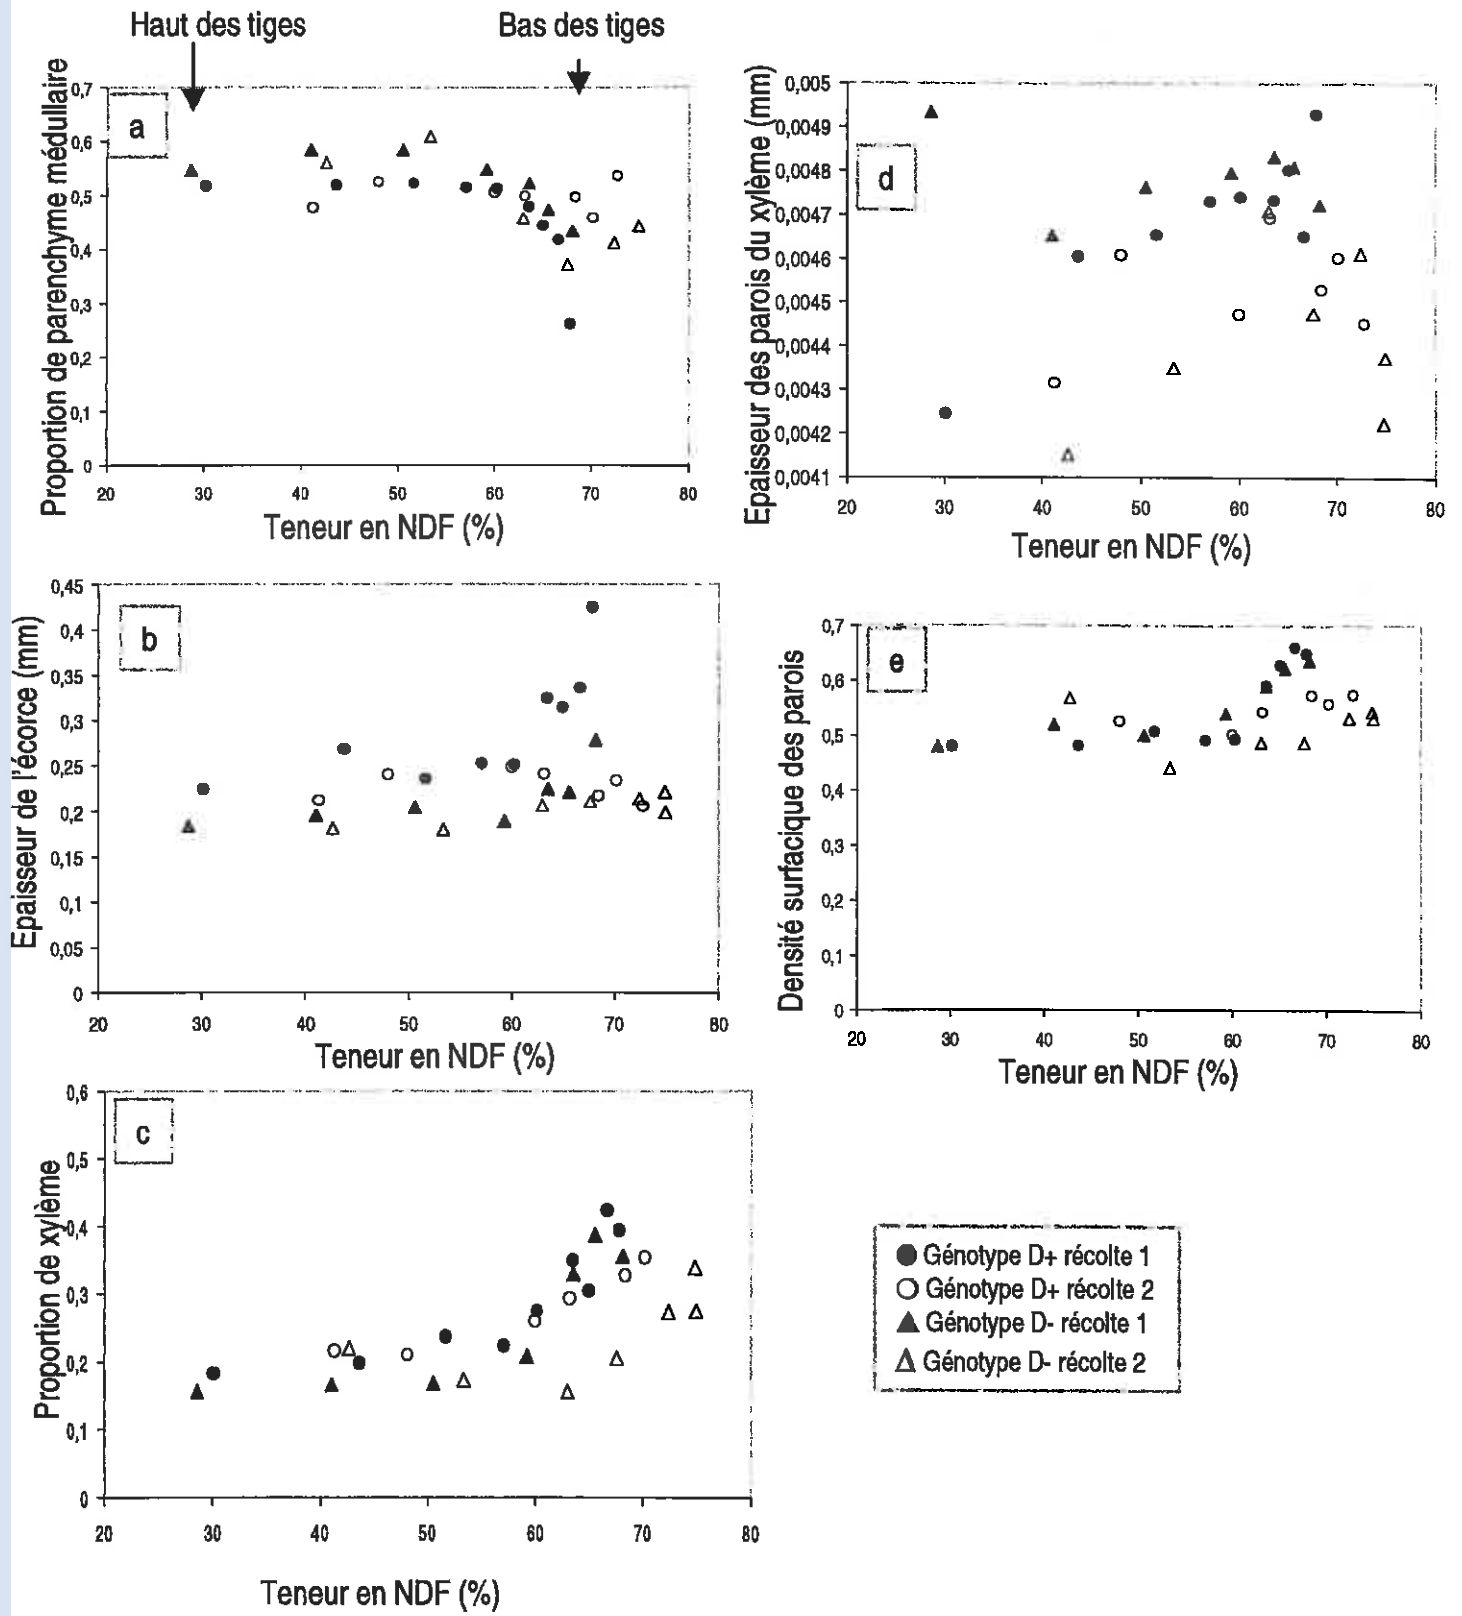 Haut des tiges
Bas des tiges
a
Proportion de parenchyme médullaire
0,7
0,6
0,5
0,4
0,3
0,2
0,1
0
20 30 40 50 60 70 80
Teneur en NDF (%)
d
Epaisseur des parois du xylème (mm)
0,005
0,0049
0,0048
0,0047
0,0046
0,0045
0,0044
0,0043
0,0042
0,0041
20 30 40 50 60 70 80
Teneur en NDF (%)
b
Epaisseur de l'écorce (mm)
0,45
0,4
0,35
0,3
0,25
0,2
0,15
0,1
0,05
0
20 30 40 50 60 70 80
Teneur en NDF (%)
e
Densité surfacique des parois
0,7
0,6
0,5
0,4
0,3
0,2
0,1
0
20 30 40 50 60 70 80
Teneur en NDF (%)
c
Proportion de xylème
0,6
0,5
0,4
0,3
0,2
0,1
0
20 30 40 50 60 70 80
Teneur en NDF (%)
Génotype D+ récolte 1
Génotype D+ récolte 2
Génotype D- récolte 1
Génotype D- récolte 2